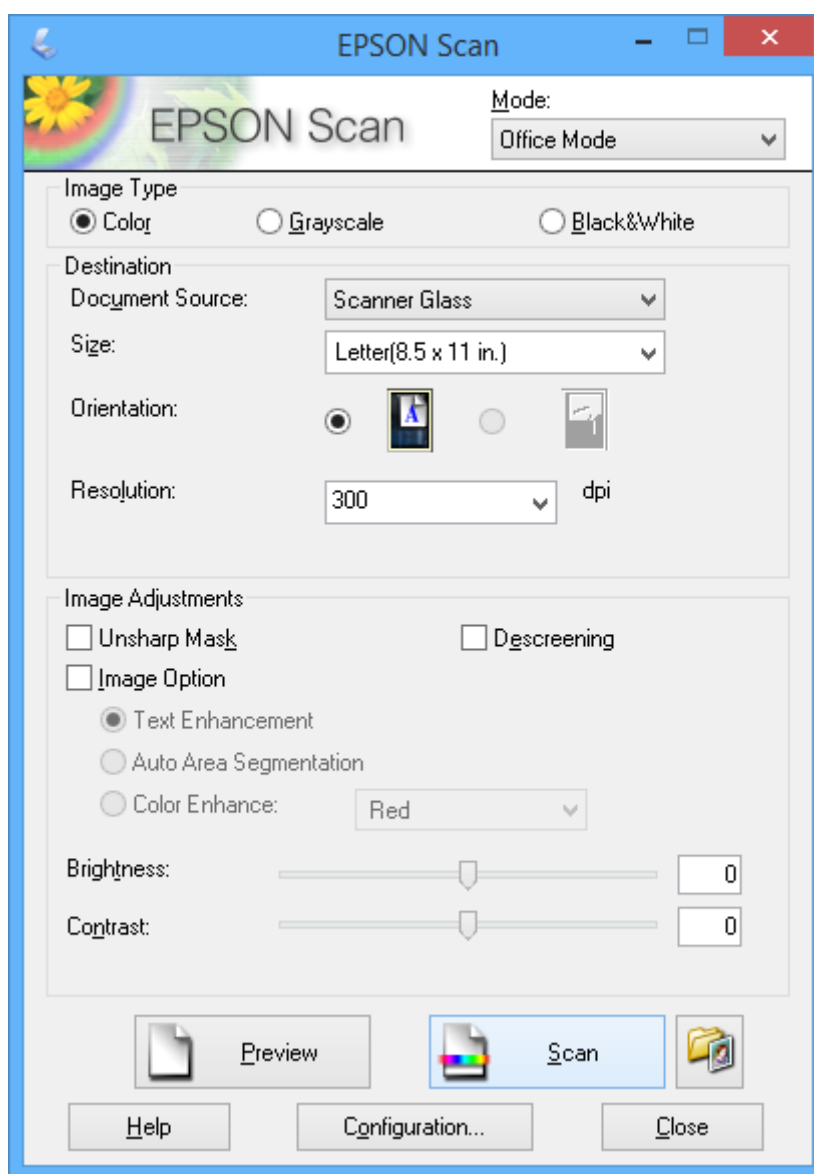 EPSON Scan
EPSON Scan
Mode:
Office Mode
Image Type
Color Grayscale Black&White
Destination
Document Source: Scanner Glass
Size: Letter(8.5 x 11 in.)
Orientation: A
Resolution: 300 dpi
Image Adjustments
Unsharp Mask Descreening
Image Option
Text Enhancement
Auto Area Segmentation
Color Enhance: Red
Brightness: 0
Contrast: 0
Preview Scan
Help Configuration... Close